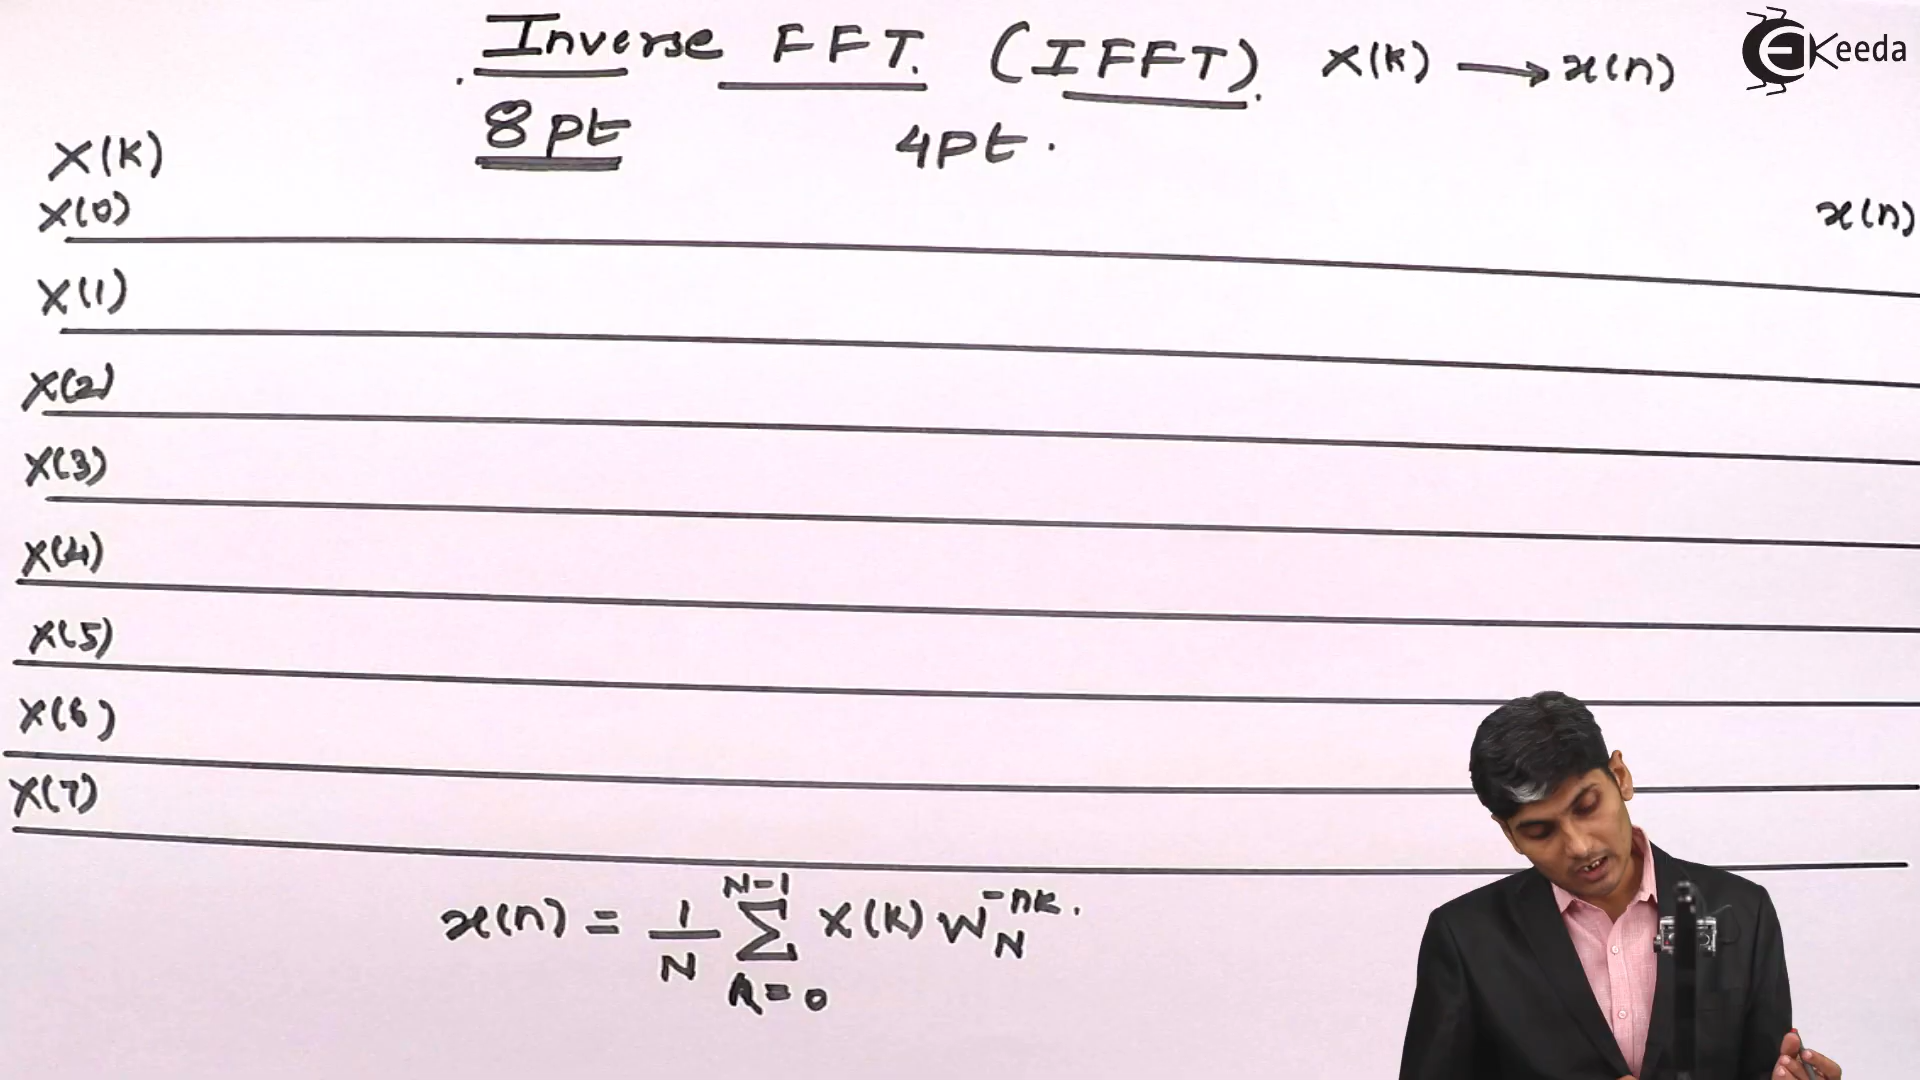 Inverse FFT. (IFFT). X(k) → x(n)
EKeeda
8pt 4pt.
X(k)
X(0)
x(n)
X(1)
X(2)
X(3)
X(4)
X(5)
X(6)
X(7)
x(n) = 1/N Σ_{k=0}^{N-1} X(k) W_N^{-nk}.